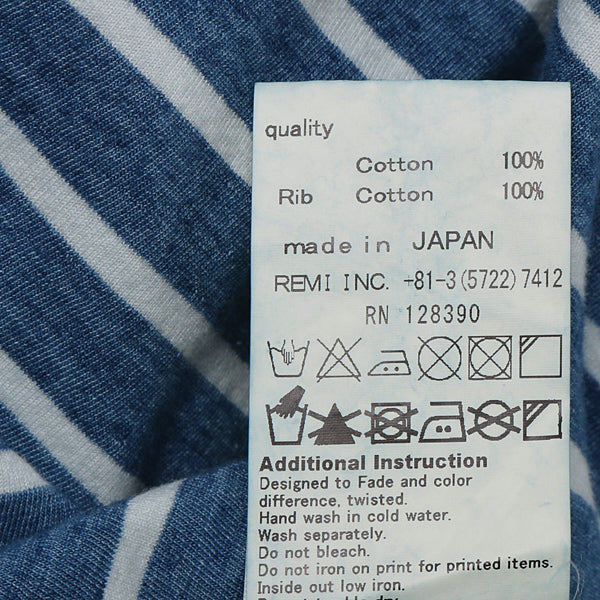 quality
Cotton 100%
Rib Cotton 100%
made in JAPAN
REMI INC. +81-3(5722)7412
RN 128390
Additional Instruction
Designed to Fade and color
difference, twisted.
Hand wash in cold water.
Wash separately.
Do not bleach.
Do not iron on print for printed items.
Inside out low iron.